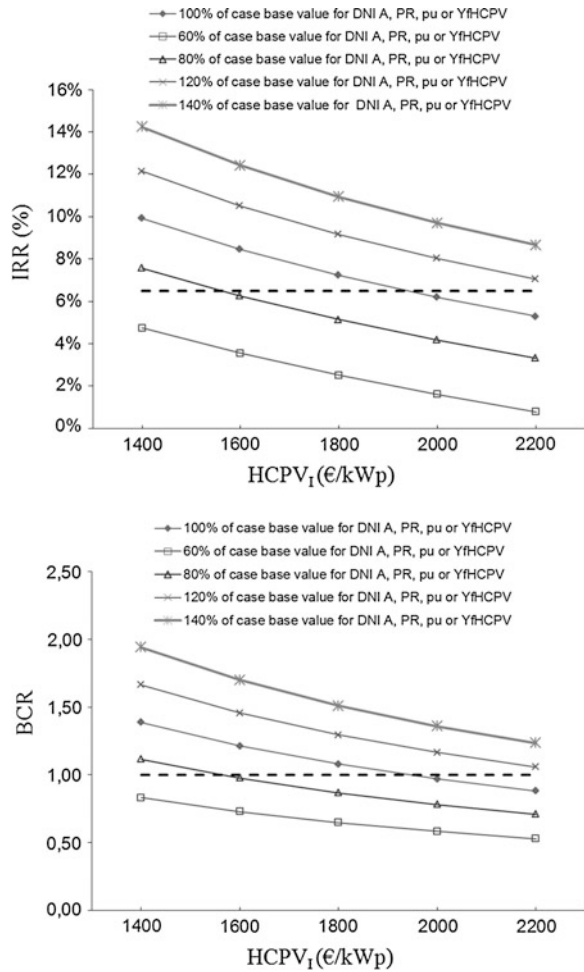 100% of case base value for DNI A, PR, pu or YfHCPV
60% of case base value for DNI A, PR, pu or YfHCPV
80% of case base value for DNI A, PR, pu or YfHCPV
120% of case base value for DNI A, PR, pu or YfHCPV
140% of case base value for DNI A, PR, pu or YfHCPV
16%
14%
12%
10%
8%
6%
4%
2%
0%
IRR (%)
1400 1600 1800 2000 2200
HCPVI (€/kWp)
100% of case base value for DNI A, PR, pu or YfHCPV
60% of case base value for DNI A, PR, pu or YfHCPV
80% of case base value for DNI A, PR, pu or YfHCPV
120% of case base value for DNI A, PR, pu or YfHCPV
140% of case base value for DNI A, PR, pu or YfHCPV
2,50
2,00
1,50
1,00
0,50
0,00
BCR
1400 1600 1800 2000 2200
HCPVI (€/kWp)